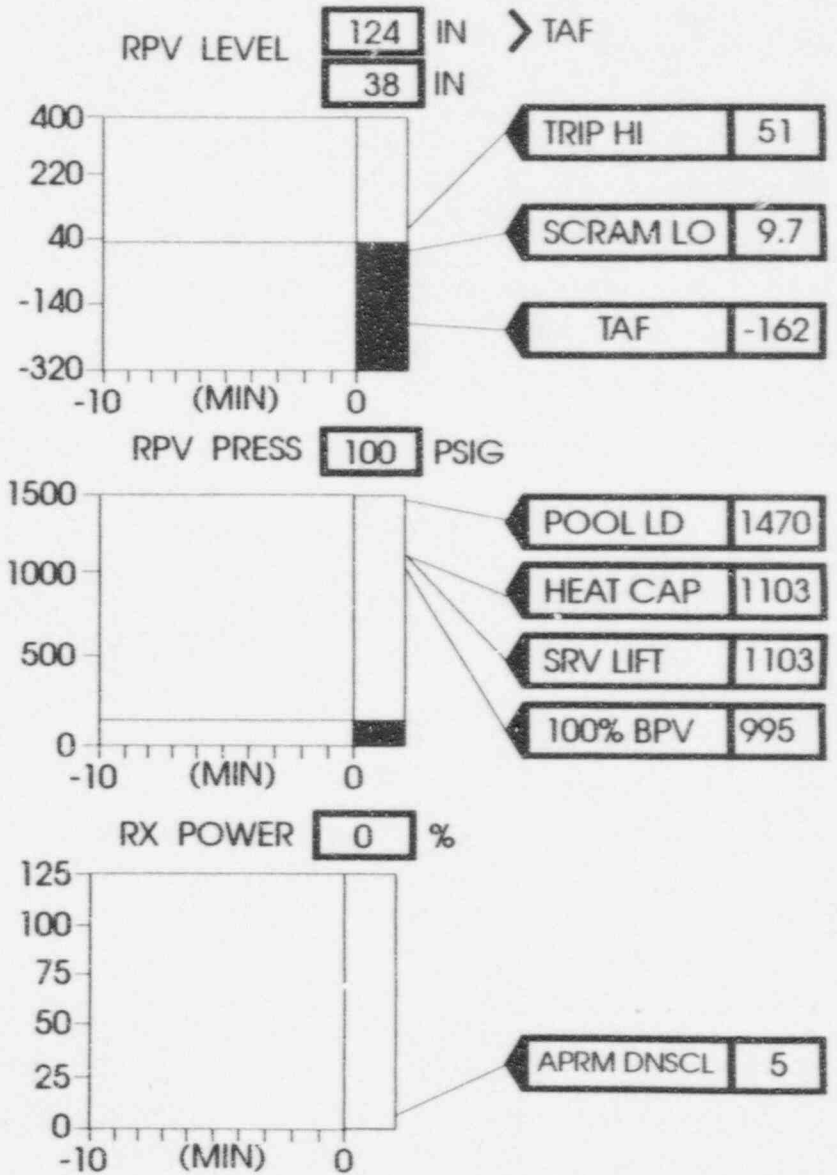 RPV LEVEL 124 IN > TAF
38 IN
400
220
40
-140
-320
-10 (MIN) 0
TRIP HI 51
SCRAM LO 9.7
TAF -162
RPV PRESS 100 PSIG
1500
1000
500
0
-10 (MIN) 0
POOL LD 1470
HEAT CAP 1103
SRV LIFT 1103
100% BPV 995
RX POWER 0 %
125
100
75
50
25
0
-10 (MIN) 0
APRM DNSCL 5